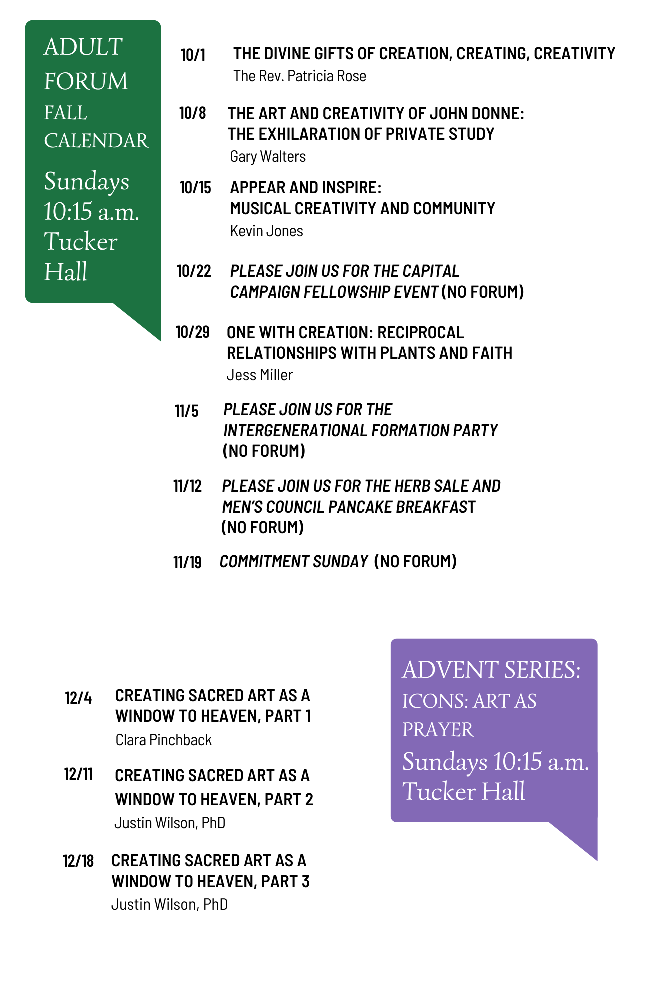 ADULT
FORUM
FALL
CALENDAR
Sundays
10:15 a.m.
Tucker
Hall
10/1 THE DIVINE GIFTS OF CREATION, CREATING, CREATIVITY
The Rev. Patricia Rose
10/8 THE ART AND CREATIVITY OF JOHN DONNE:
THE EXHILARATION OF PRIVATE STUDY
Gary Walters
10/15 APPEAR AND INSPIRE:
MUSICAL CREATIVITY AND COMMUNITY
Kevin Jones
10/22 PLEASE JOIN US FOR THE CAPITAL
CAMPAIGN FELLOWSHIP EVENT (NO FORUM)
10/29 ONE WITH CREATION: RECIPROCAL
RELATIONSHIPS WITH PLANTS AND FAITH
Jess Miller
11/5 PLEASE JOIN US FOR THE
INTERGENERATIONAL FORMATION PARTY
(NO FORUM)
11/12 PLEASE JOIN US FOR THE HERB SALE AND
MEN'S COUNCIL PANCAKE BREAKFAST
(NO FORUM)
11/19 COMMITMENT SUNDAY (NO FORUM)
ADVENT SERIES:
ICONS: ART AS
PRAYER
Sundays 10:15 a.m.
Tucker Hall
12/4 CREATING SACRED ART AS A
WINDOW TO HEAVEN, PART 1
Clara Pinchback
12/11 CREATING SACRED ART AS A
WINDOW TO HEAVEN, PART 2
Justin Wilson, PhD
12/18 CREATING SACRED ART AS A
WINDOW TO HEAVEN, PART 3
Justin Wilson, PhD